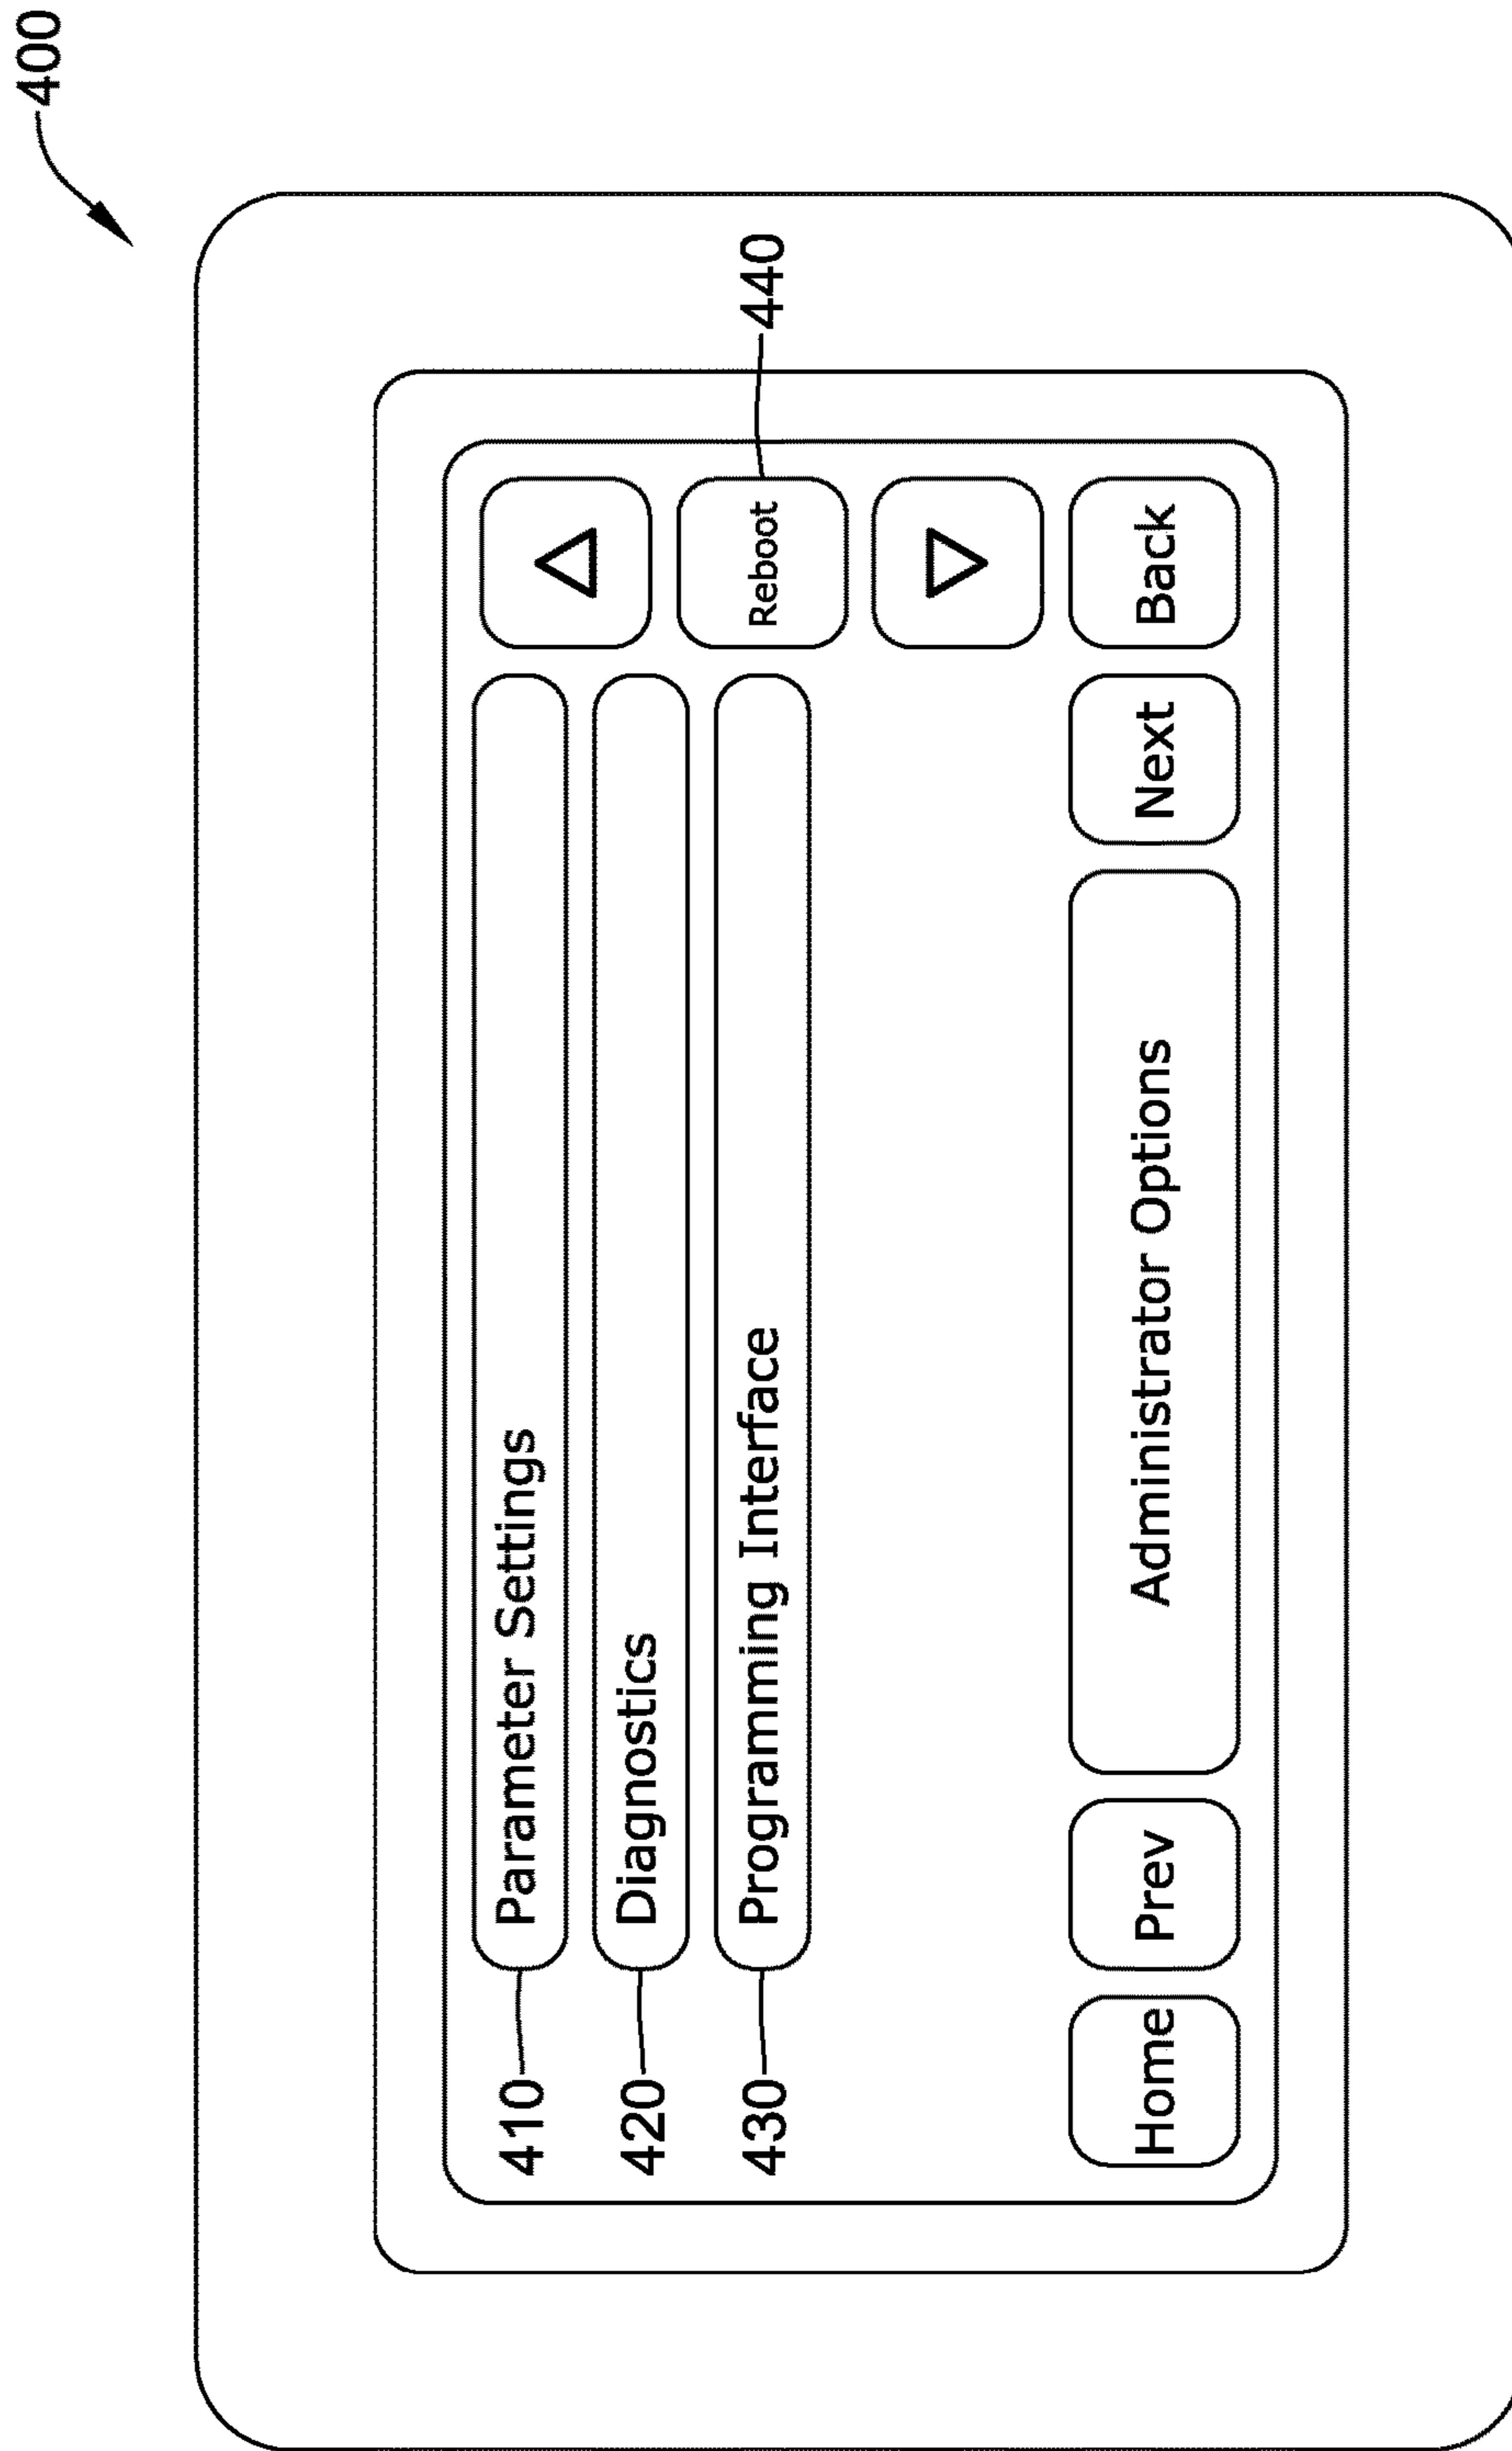 400
410
Parameter Settings
420
Diagnostics
430
Programming Interface
Reboot
440
Home
Prev
Administrator Options
Next
Back